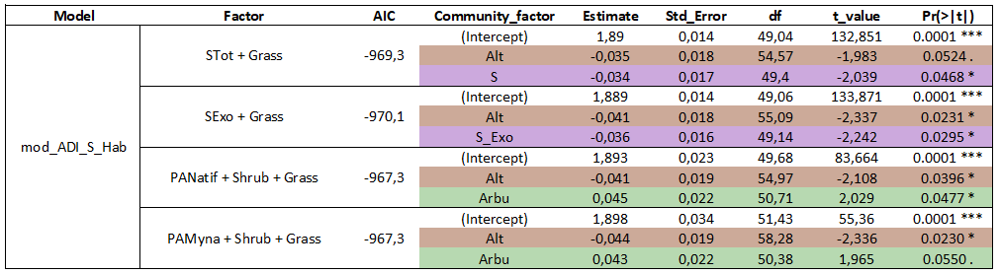 Model Factor AIC Community_factor Estimate Std_Error df t_value Pr(>|t|)
mod_ADI_S_Hab
STot + Grass -969,3
(Intercept) 1,89 0,014 49,04 132,851 0.0001 ***
Alt -0,035 0,018 54,57 -1,983 0.0524 .
S -0,034 0,017 49,4 -2,039 0.0468 *
SExo + Grass -970,1
(Intercept) 1,889 0,014 49,06 133,871 0.0001 ***
Alt -0,041 0,018 55,09 -2,337 0.0231 *
S_Exo -0,036 0,016 49,14 -2,242 0.0295 *
PANatif + Shrub + Grass -967,3
(Intercept) 1,893 0,023 49,68 83,664 0.0001 ***
Alt -0,041 0,019 54,97 -2,108 0.0396 *
Arbu 0,045 0,022 50,71 2,029 0.0477 *
PAMyna + Shrub + Grass -967,3
(Intercept) 1,898 0,034 51,43 55,36 0.0001 ***
Alt -0,044 0,019 58,28 -2,336 0.0230 *
Arbu 0,043 0,022 50,38 1,965 0.0550 .